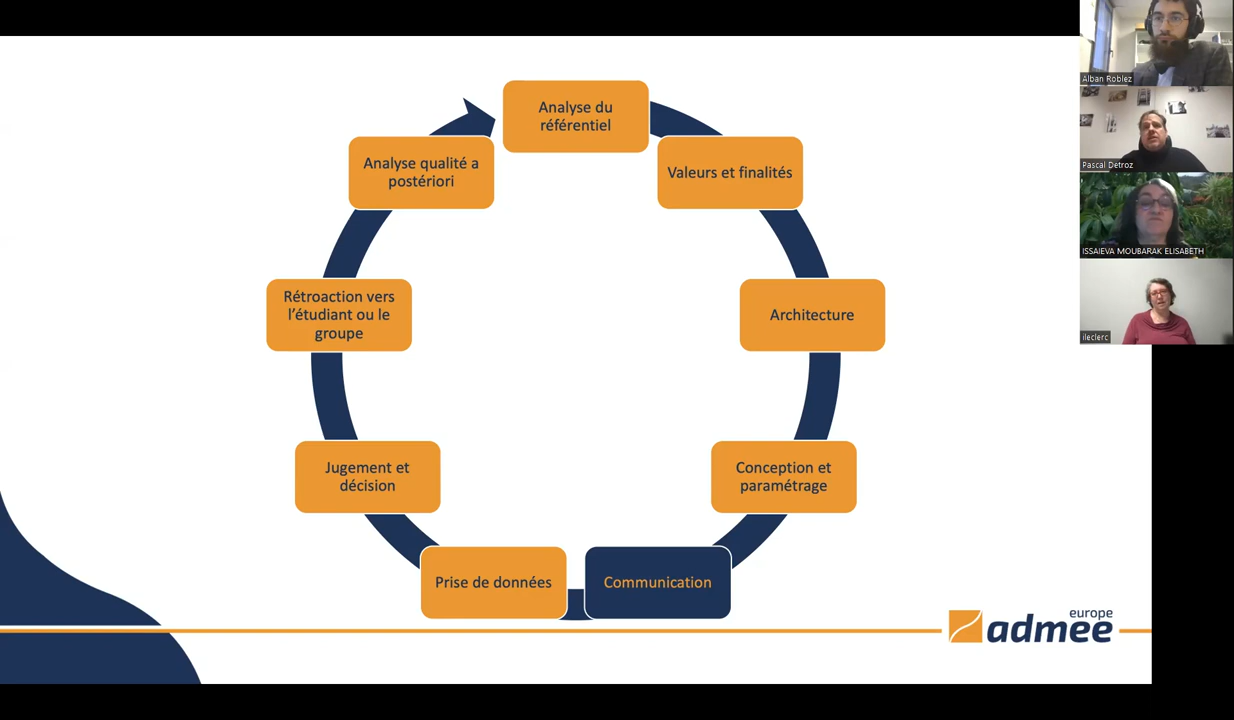 Analyse du
référentiel
Valeurs et finalités
Architecture
Conception et
paramétrage
Communication
Prise de données
Jugement et
décision
Rétroaction vers
l'étudiant ou le
groupe
Analyse qualité a
postériori
Alban Roblez
Pascal Detroz
ISSAIEVA MOUBARAK ELISABETH
ileclerc
europe
admee